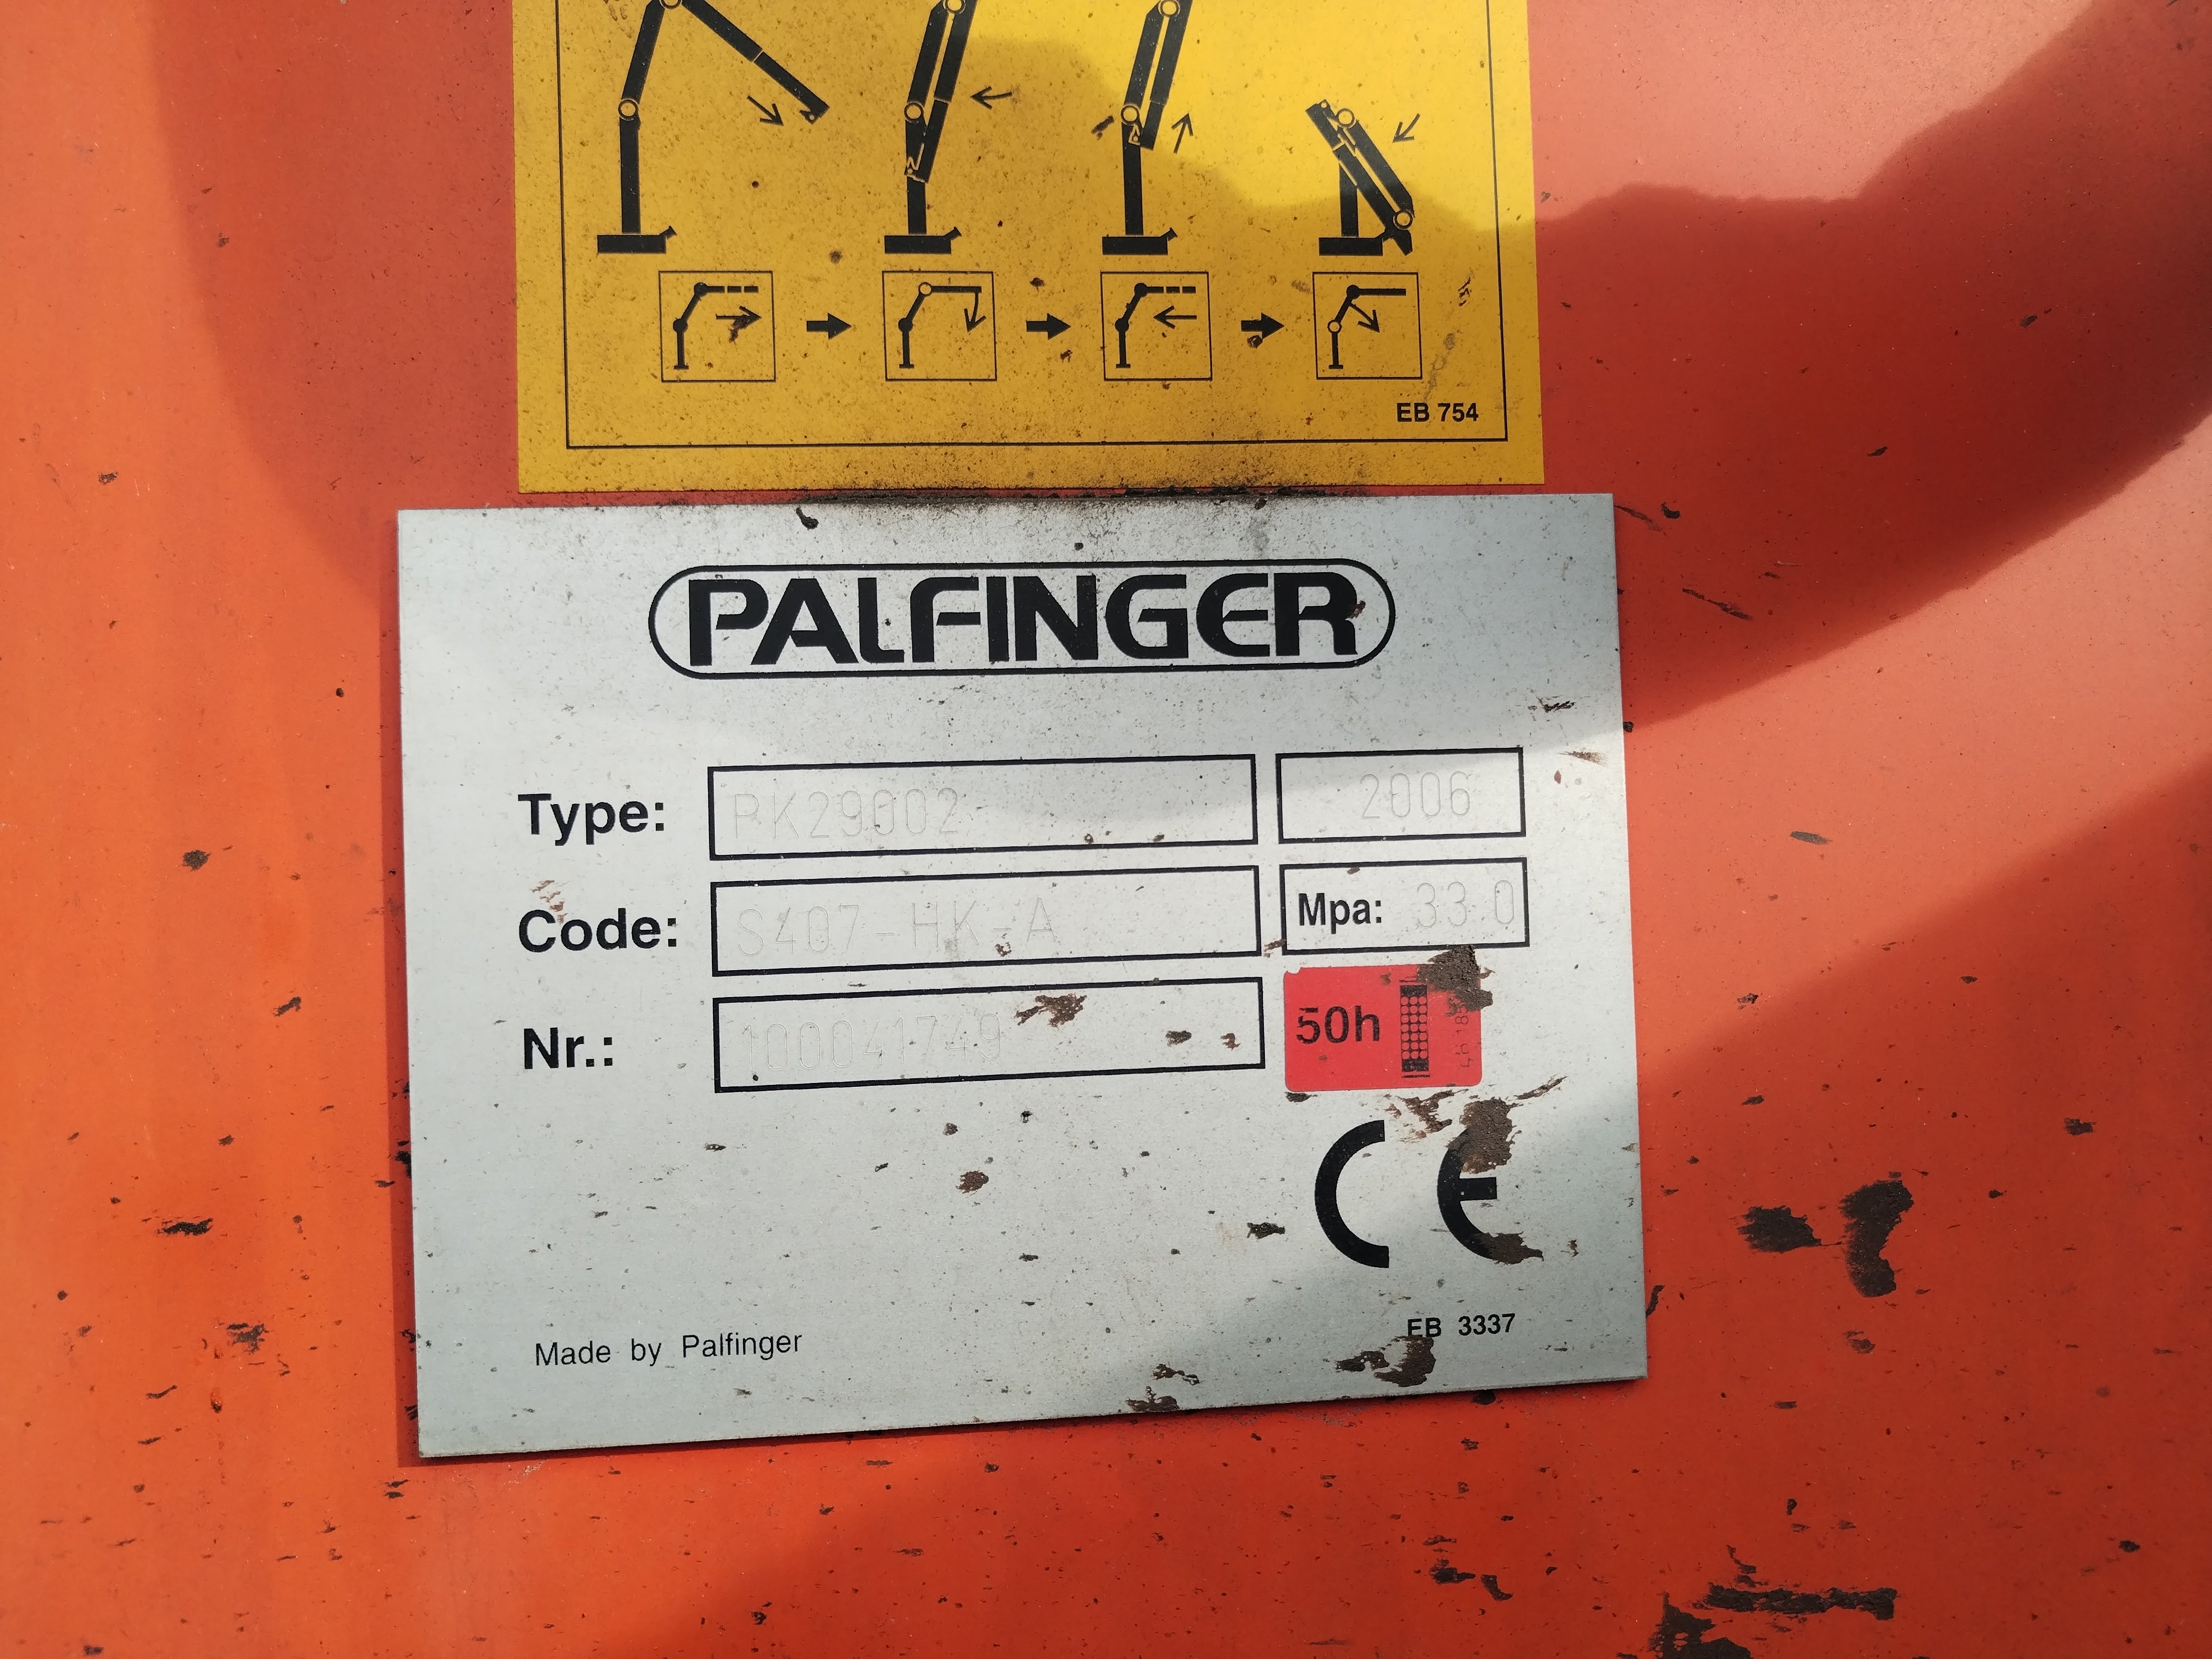 EB 754
PALFINGER
Type: PK29002 2006
Code: S407-HK-A Mpa: 33.0
Nr.: 100041749 50h
CE
Made by Palfinger EB 3337